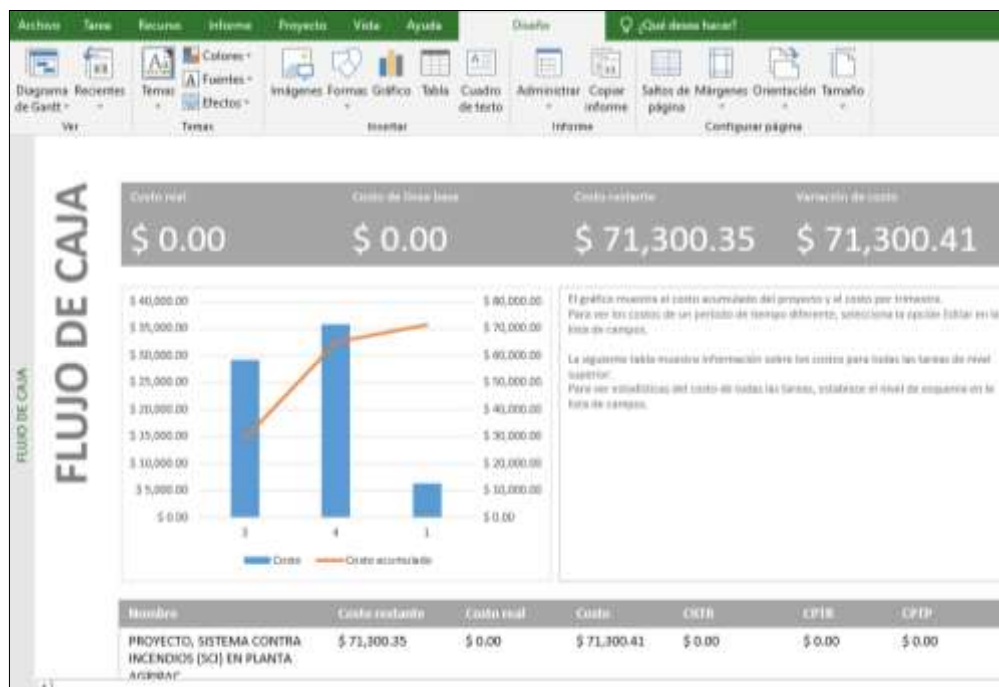 Archivo Tarea Recurso Informe Proyecto Vista Ayuda Diseño ¿Qué desea hacer?
Diagrama de Gantt Recientes
Temas Colores
Fuentes
Efectos
Imágenes Formas Gráfico Tabla Cuadro de texto
Administrar Copiar informe
Saltos de página Márgenes Orientación Tamaño
Ver Temas Insertar Informe Configurar página
FLUJO DE CAJA
FLUJO DE CAJA
Costo real Costo de línea base Costo restante Variación de costo
$ 0.00 $ 0.00 $ 71,300.35 $ 71,300.41
$ 40,000.00 $ 80,000.00
$ 35,000.00 $ 70,000.00
$ 30,000.00 $ 60,000.00
$ 25,000.00 $ 50,000.00
$ 20,000.00 $ 40,000.00
$ 15,000.00 $ 30,000.00
$ 10,000.00 $ 20,000.00
$ 5,000.00 $ 10,000.00
$ 0.00 $ 0.00
3 4 1
Costo Costo acumulado
El gráfico muestra el costo acumulado del proyecto y el costo por trimestre.
Para ver los costos de un período de tiempo diferente, selecciona la opción Editar en la
lista de campos.
La siguiente tabla muestra información sobre los costos para todas las tareas de nivel
superior.
Para ver estadísticas del costo de todas las tareas, establece el nivel de esquema en la
lista de campos.
Nombre Costo restante Costo real Costo CRTR CPTR CPTP
PROYECTO, SISTEMA CONTRA $ 71,300.35 $ 0.00 $ 71,300.41 $ 0.00 $ 0.00 $ 0.00
INCENDIOS (SCI) EN PLANTA
AGRIPAC